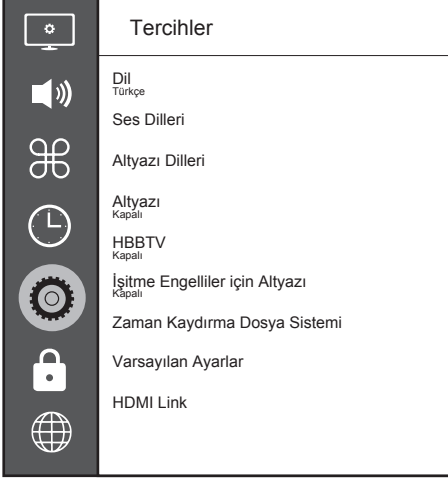 Tercihler
Dil
Türkçe
Ses Dilleri
Altyazı Dilleri
Altyazı
Kapalı
HBBTV
Kapalı
İşitme Engelliler için Altyazı
Kapalı
Zaman Kaydırma Dosya Sistemi
Varsayılan Ayarlar
HDMI Link